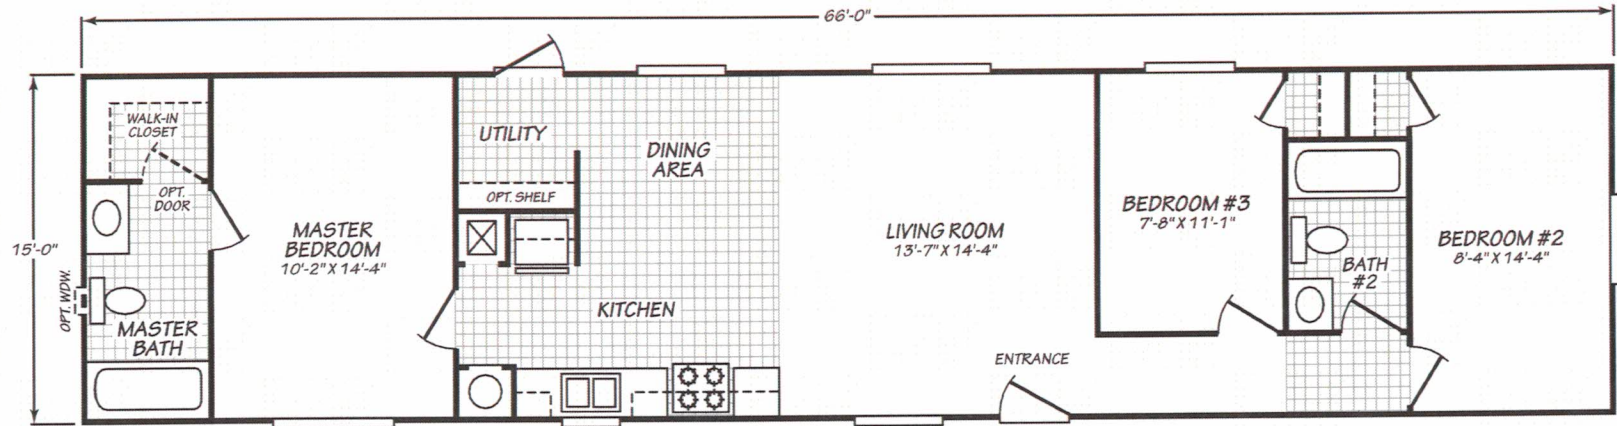 66'-0"
15'-0"
WALK-IN
CLOSET
OPT.
DOOR
OPT. WDW.
MASTER
BATH
MASTER
BEDROOM
10'-2" X 14'-4"
UTILITY
OPT. SHELF
DINING
AREA
KITCHEN
LIVING ROOM
13'-7" X 14'-4"
ENTRANCE
BEDROOM #3
7'-8" X 11'-1"
BATH
#2
BEDROOM #2
8'-4" X 14'-4"